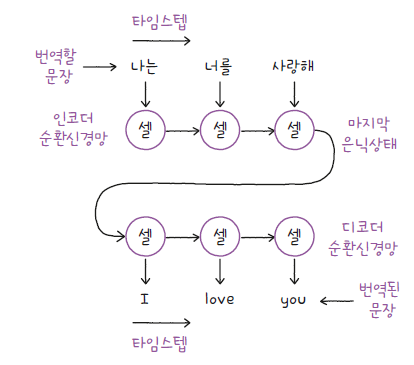 타임스텝
번역할
문장
나는 너를 사랑해
인코더
순환신경망
셀 셀 셀
마지막
은닉상태
셀 셀 셀
디코더
순환신경망
I love you
번역된
문장
타임스텝